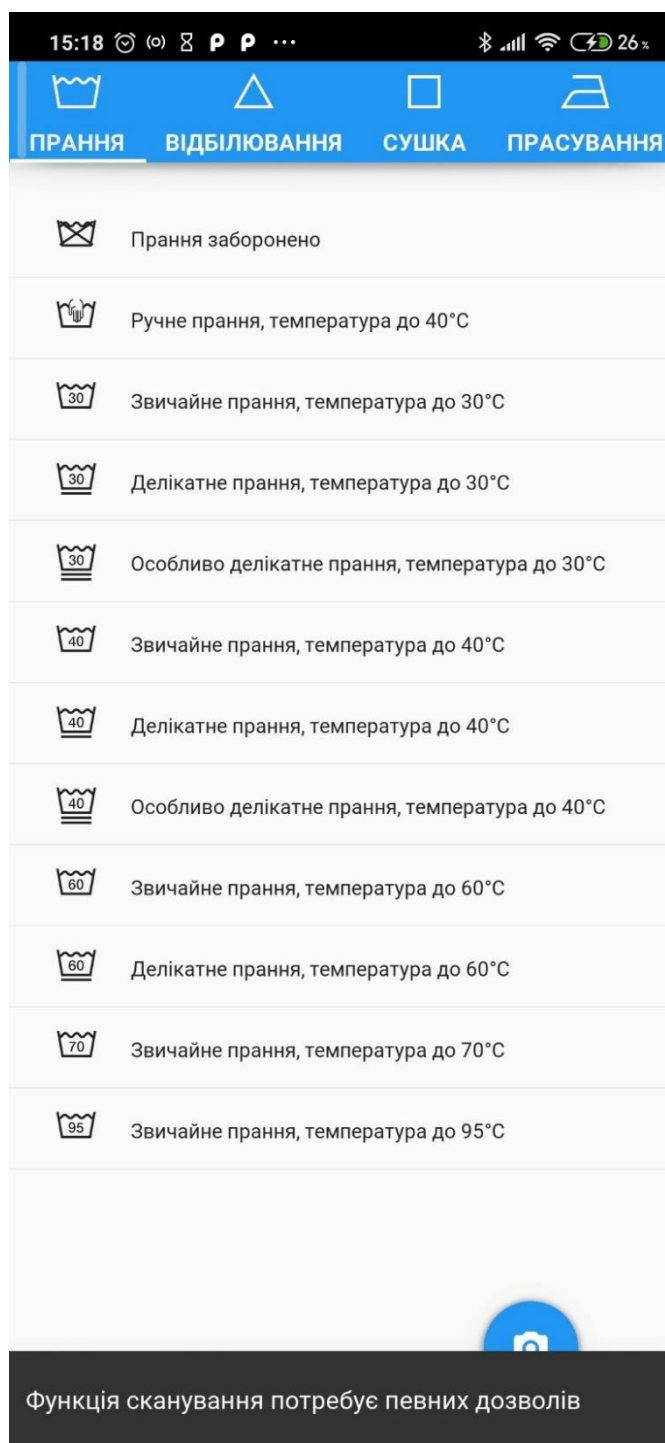 15:18 P P ... 26%
ПРАННЯ ВІДБІЛЮВАННЯ СУШКА ПРАСУВАННЯ
Прання заборонено
Ручне прання, температура до 40°C
30 Звичайне прання, температура до 30°C
30 Делікатне прання, температура до 30°C
30 Особливо делікатне прання, температура до 30°C
40 Звичайне прання, температура до 40°C
40 Делікатне прання, температура до 40°C
40 Особливо делікатне прання, температура до 40°C
60 Звичайне прання, температура до 60°C
60 Делікатне прання, температура до 60°C
70 Звичайне прання, температура до 70°C
95 Звичайне прання, температура до 95°C
Функція сканування потребує певних дозволів